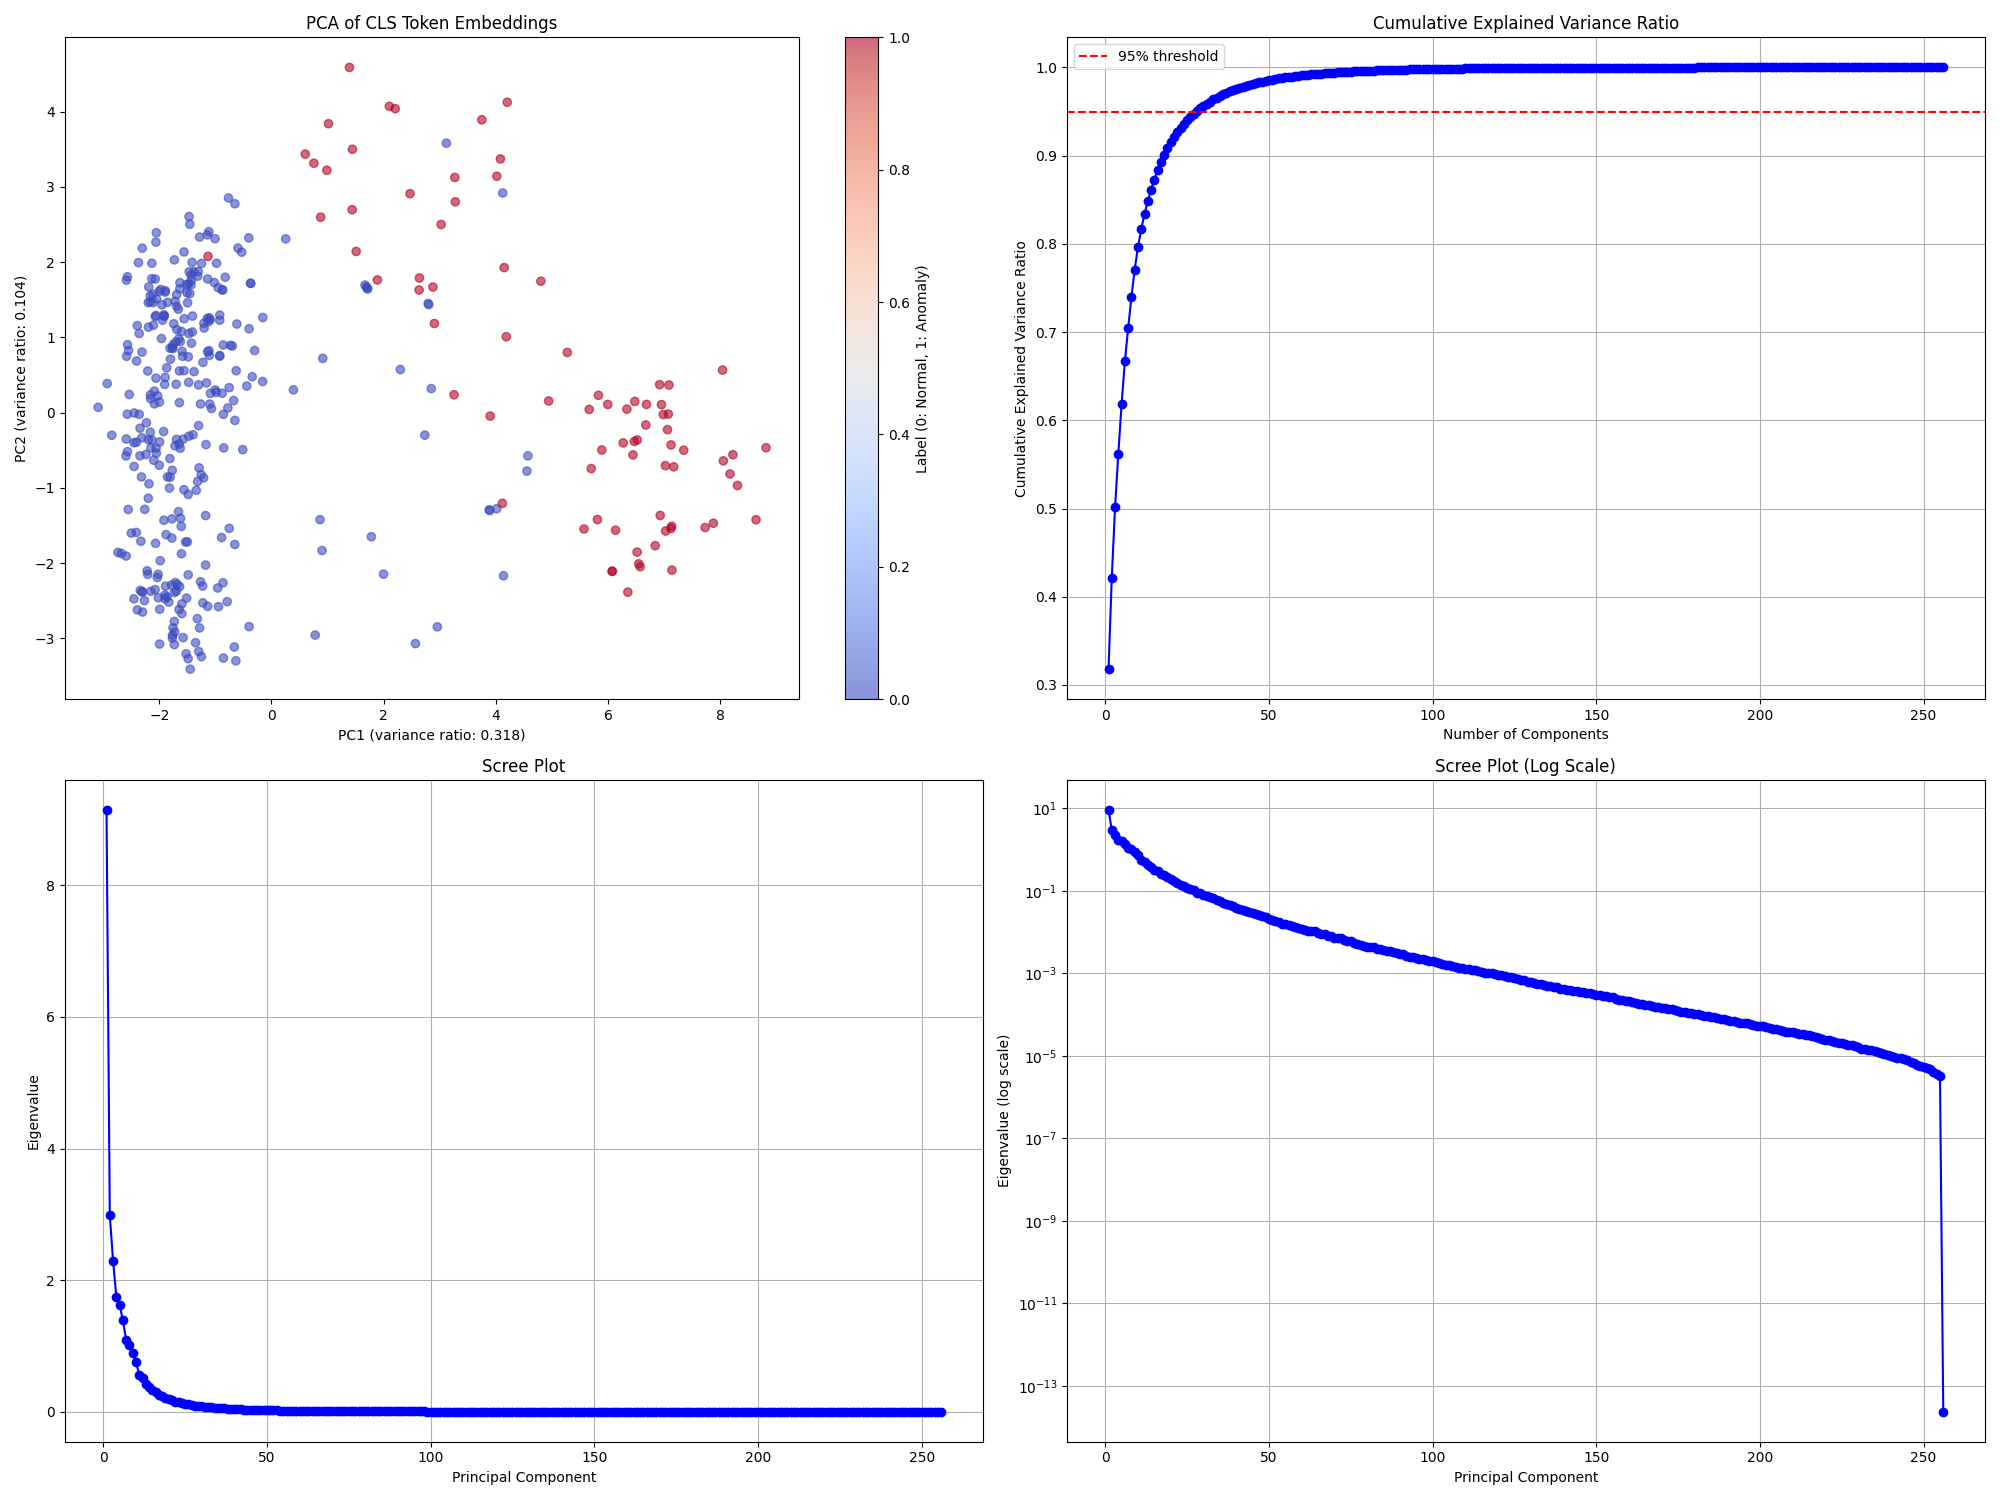 PCA of CLS Token Embeddings
4
3
2
1
0
−1
−2
−3
PC2 (variance ratio: 0.104)
−2 0 2 4 6 8
PC1 (variance ratio: 0.318)
1.0
0.8
0.6
0.4
0.2
0.0
Label (0: Normal, 1: Anomaly)
Cumulative Explained Variance Ratio
95% threshold
1.0
0.9
0.8
0.7
0.6
0.5
0.4
0.3
Cumulative Explained Variance Ratio
0 50 100 150 200 250
Number of Components
Scree Plot
8
6
4
2
0
Eigenvalue
0 50 100 150 200 250
Principal Component
Scree Plot (Log Scale)
10¹
10⁻¹
10⁻³
10⁻⁵
10⁻⁷
10⁻⁹
10⁻¹¹
10⁻¹³
Eigenvalue (log scale)
0 50 100 150 200 250
Principal Component